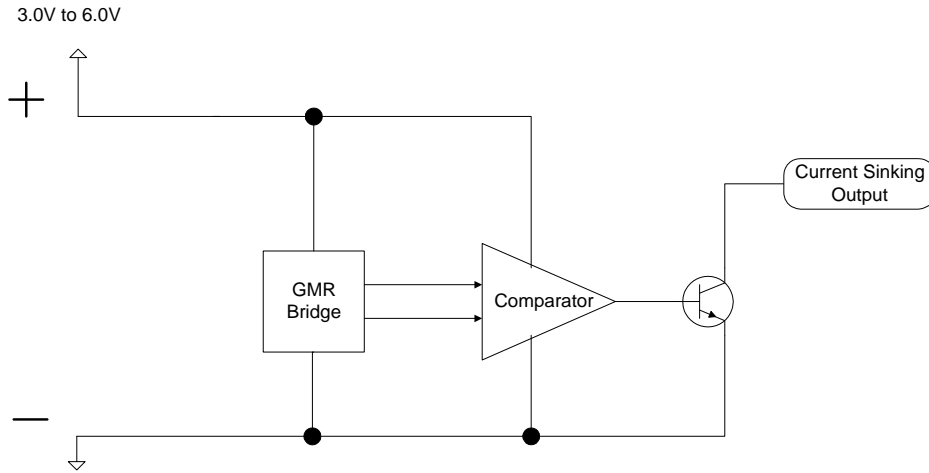 3.0V to 6.0V
+
GMR
Bridge
Comparator
Current Sinking
Output
−